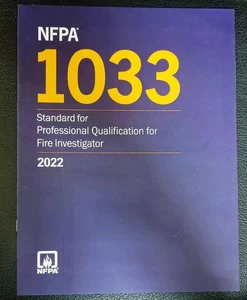 NFPA®
1033
Standard for
Professional Qualification for
Fire Investigator
2022
NFPA®